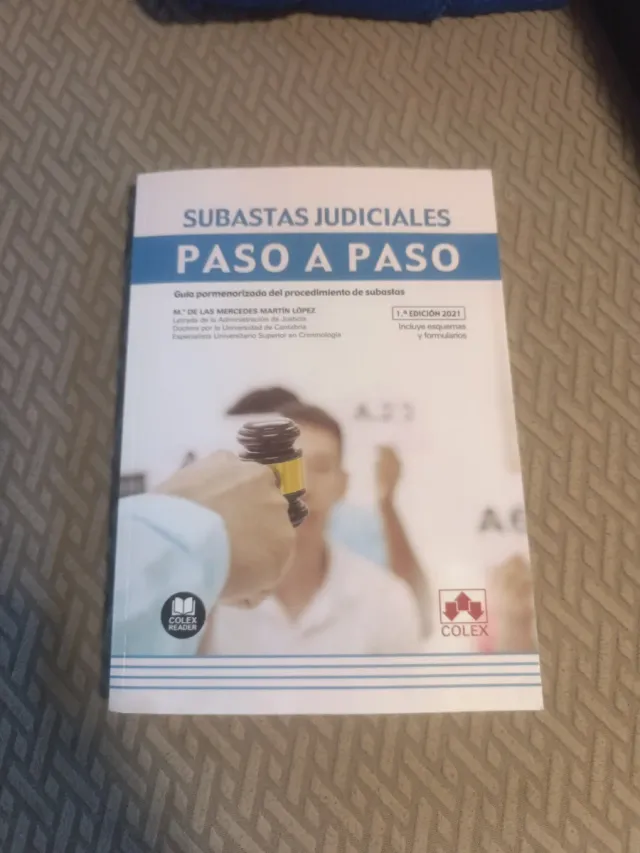 SUBASTAS JUDICIALES
PASO A PASO
Guía pormenorizada del procedimiento de subastas
M.ª DE LAS MERCEDES MARTÍN LÓPEZ
Letrada de la Administración de Justicia
Doctora por la Universidad de Cantabria
Especialista Universitario Superior en Criminología
1.ª EDICIÓN 2021
Incluye esquemas
y formularios
A23
A6
COLEX
READER
COLEX